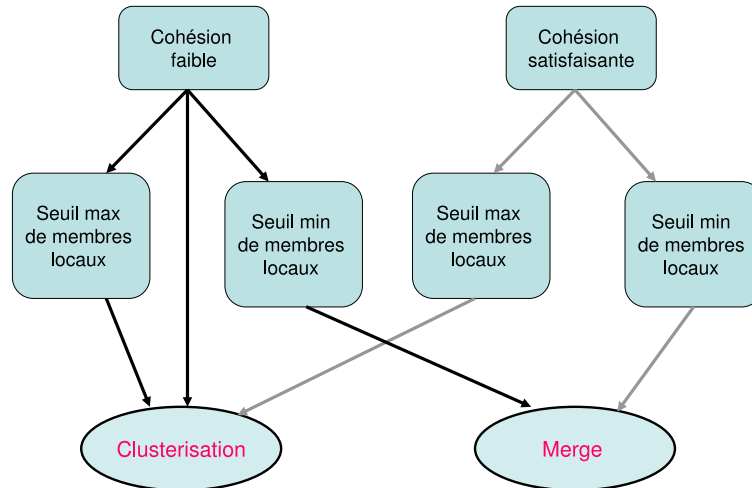 Cohésion
faible
Cohésion
satisfaisante
Seuil max
de membres
locaux
Seuil min
de membres
locaux
Seuil max
de membres
locaux
Seuil min
de membres
locaux
Clusterisation
Merge